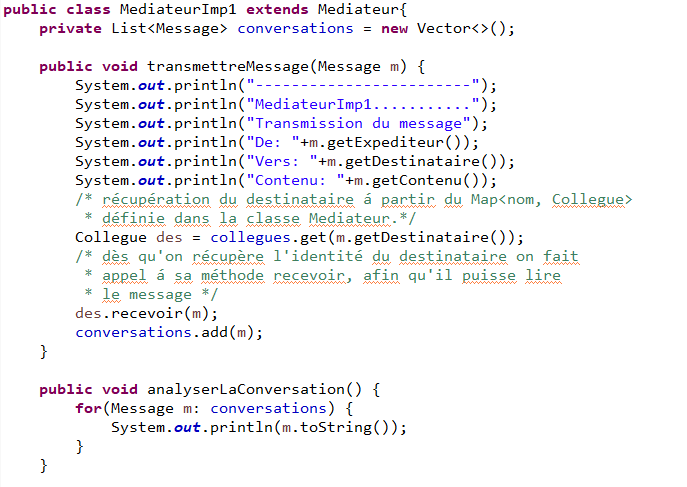 public class MediateurImp1 extends Mediateur{
    private List<Message> conversations = new Vector<>();

    public void transmettreMessage(Message m) {
        System.out.println("------------------------");
        System.out.println("MediateurImp1...........");
        System.out.println("Transmission du message");
        System.out.println("De: "+m.getExpediteur());
        System.out.println("Vers: "+m.getDestinataire());
        System.out.println("Contenu: "+m.getContenu());
        /* récupération du destinataire á partir du Map<nom, Collegue>
         * définie dans la classe Mediateur.*/
        Collegue des = collegues.get(m.getDestinataire());
        /* dès qu'on récupère l'identité du destinataire on fait
         * appel á sa méthode recevoir, afin qu'il puisse lire
         * le message */
        des.recevoir(m);
        conversations.add(m);
    }

    public void analyserLaConversation() {
        for(Message m: conversations) {
            System.out.println(m.toString());
        }
    }